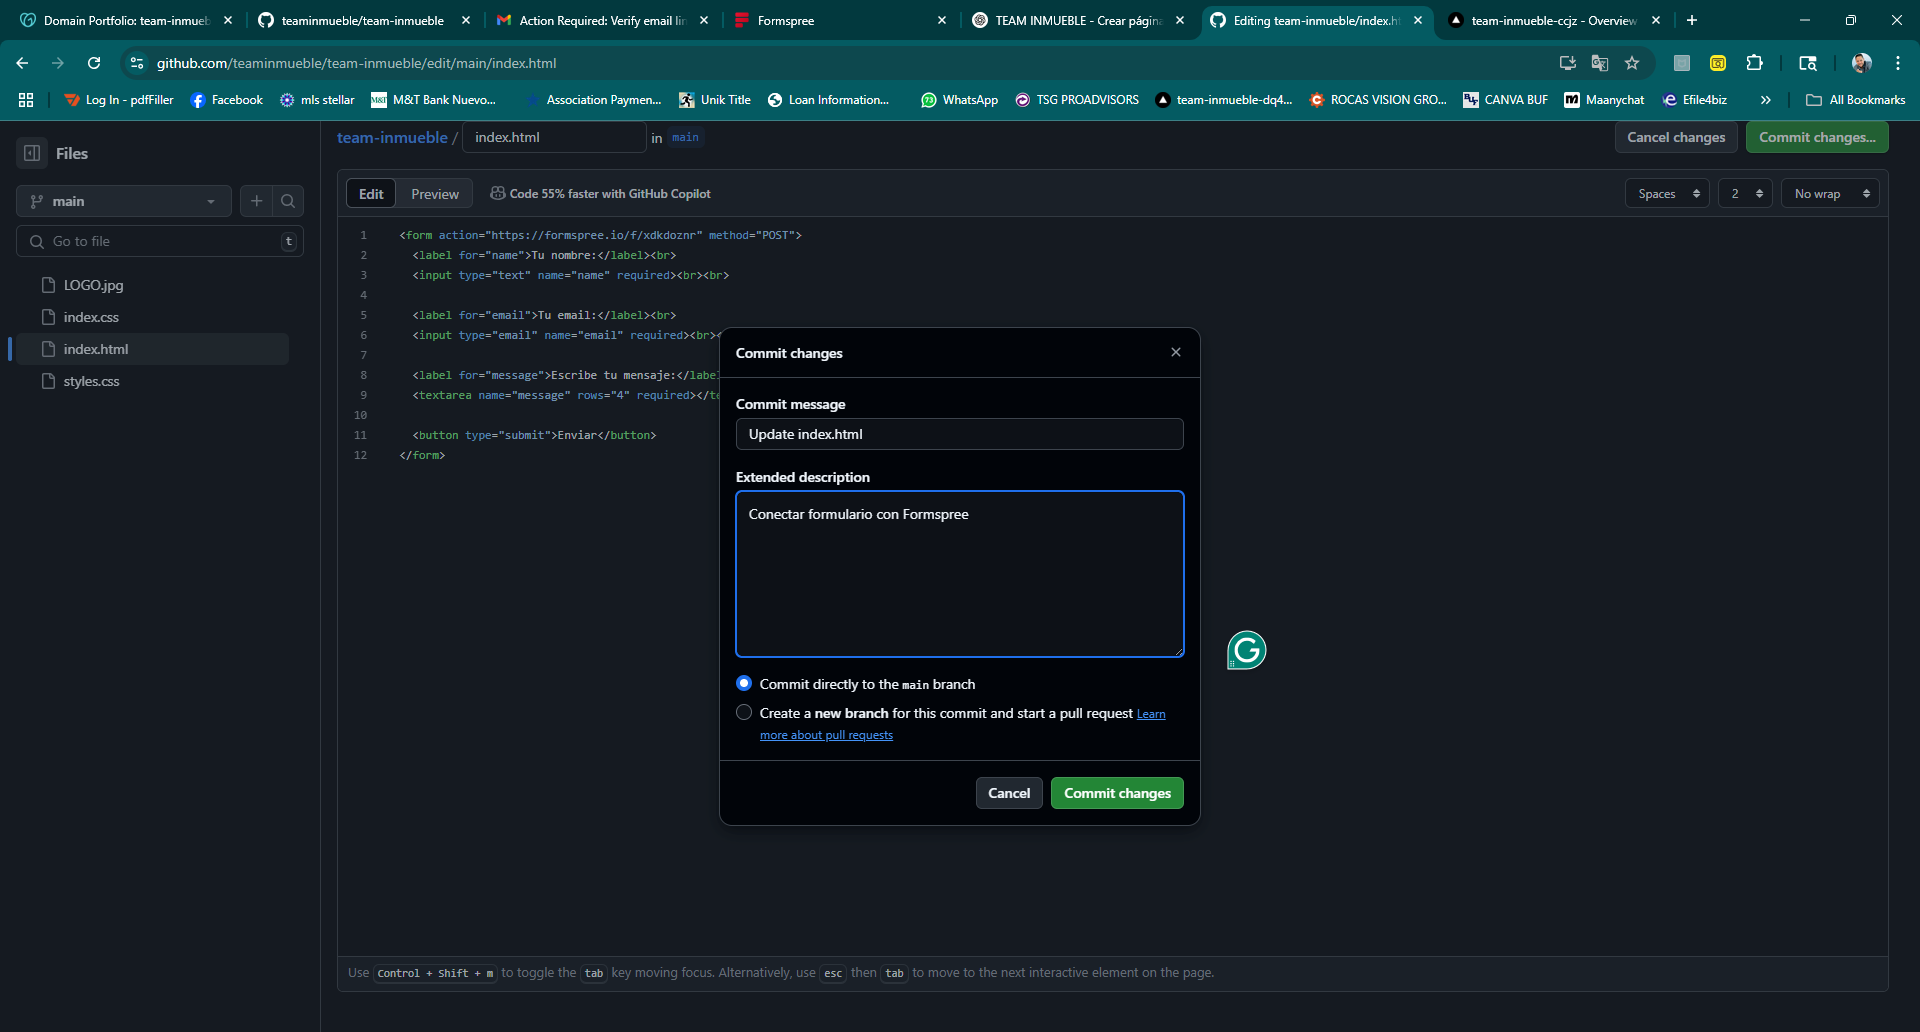 Domain Portfolio: team-inmueb
teaminmueble/team-inmueble
Action Required: Verify email lin
Formspree
TEAM INMUEBLE - Crear págin
Editing team-inmueble/index.ht
team-inmueble-ccjz - Overview
github.com/teaminmueble/team-inmueble/edit/main/index.html
Log In - pdfFiller
Facebook
mls stellar
M&T Bank Nuevo...
Association Paymen...
Unik Title
Loan Information...
WhatsApp
TSG PROADVISORS
team-inmueble-dq4...
ROCAS VISION GRO...
CANVA BUF
Maanychat
Efile4biz
All Bookmarks
Files
team-inmueble / index.html in main
Cancel changes
Commit changes...
main
Go to file
t
LOGO.jpg
index.css
index.html
styles.css
Edit
Preview
Code 55% faster with GitHub Copilot
Spaces
2
No wrap
1 <form action="https://formspree.io/f/xdkdoznr" method="POST">
2 <label for="name">Tu nombre:</label><br>
3 <input type="text" name="name" required><br><br>
4
5 <label for="email">Tu email:</label><br>
6 <input type="email" name="email" required><br><
7
8 <label for="message">Escribe tu mensaje:</label
9 <textarea name="message" rows="4" required></te
10
11 <button type="submit">Enviar</button>
12 </form>
Commit changes
Commit message
Update index.html
Extended description
Conectar formulario con Formspree
Commit directly to the main branch
Create a new branch for this commit and start a pull request Learn
more about pull requests
Cancel
Commit changes
Use Control + Shift + m to toggle the tab key moving focus. Alternatively, use esc then tab to move to the next interactive element on the page.